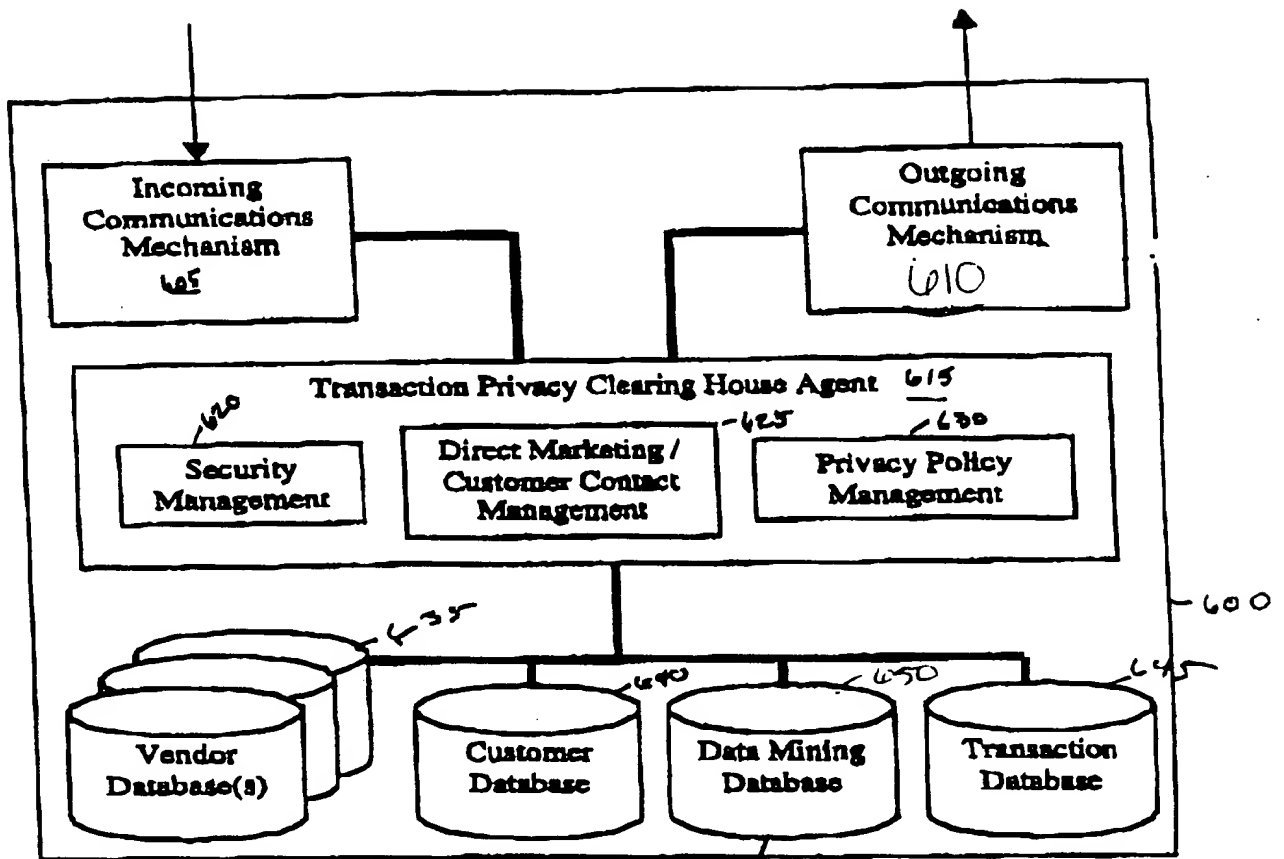 Incoming
Communications
Mechanism
605
Outgoing
Communications
Mechanism
610
Transaction Privacy Clearing House Agent 615
620
Security
Management
625
Direct Marketing /
Customer Contact
Management
630
Privacy Policy
Management
600
635
Vendor
Database(s)
640
Customer
Database
650
Data Mining
Database
645
Transaction
Database